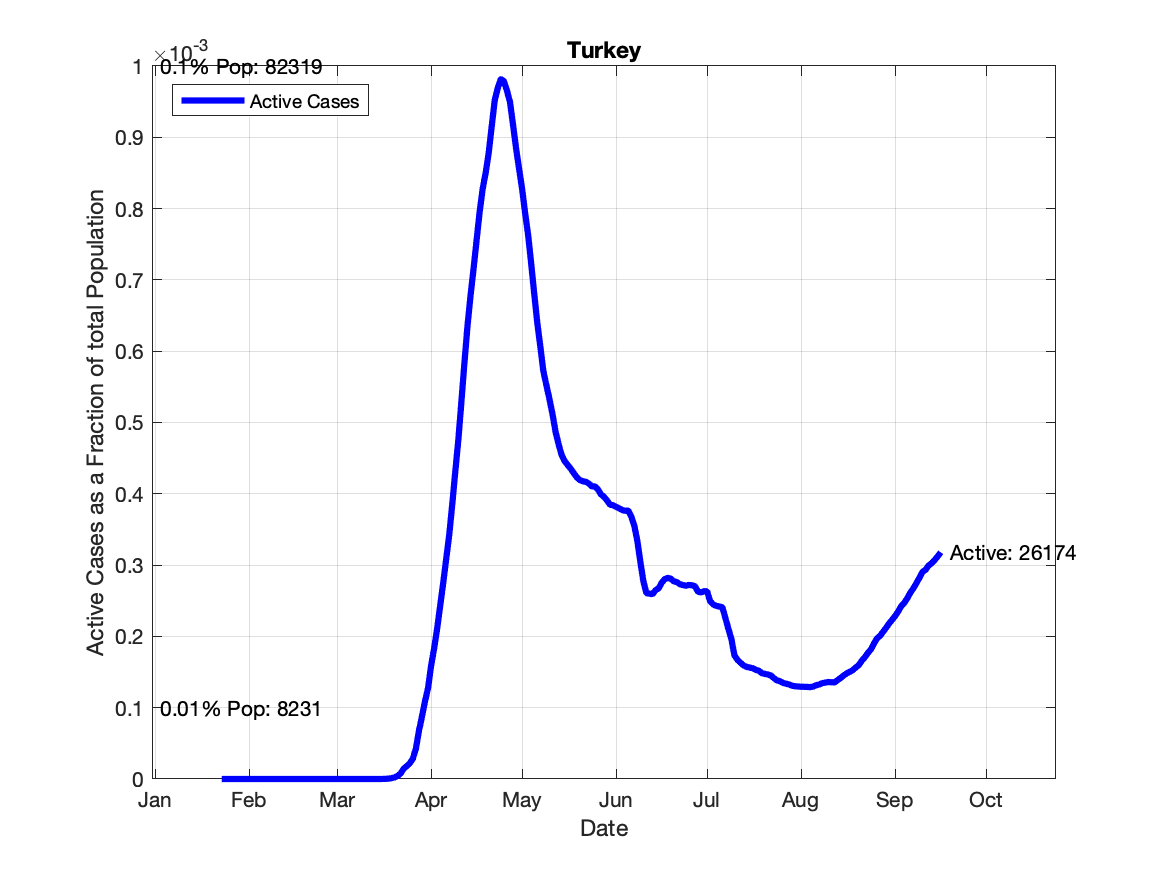 Turkey
×10-3
0.1% Pop: 82319
Active Cases
1
0.9
0.8
0.7
0.6
0.5
0.4
0.3
0.2
0.1
0
Active Cases as a Fraction of total Population
Active: 26174
0.01% Pop: 8231
Jan Feb Mar Apr May Jun Jul Aug Sep Oct
Date